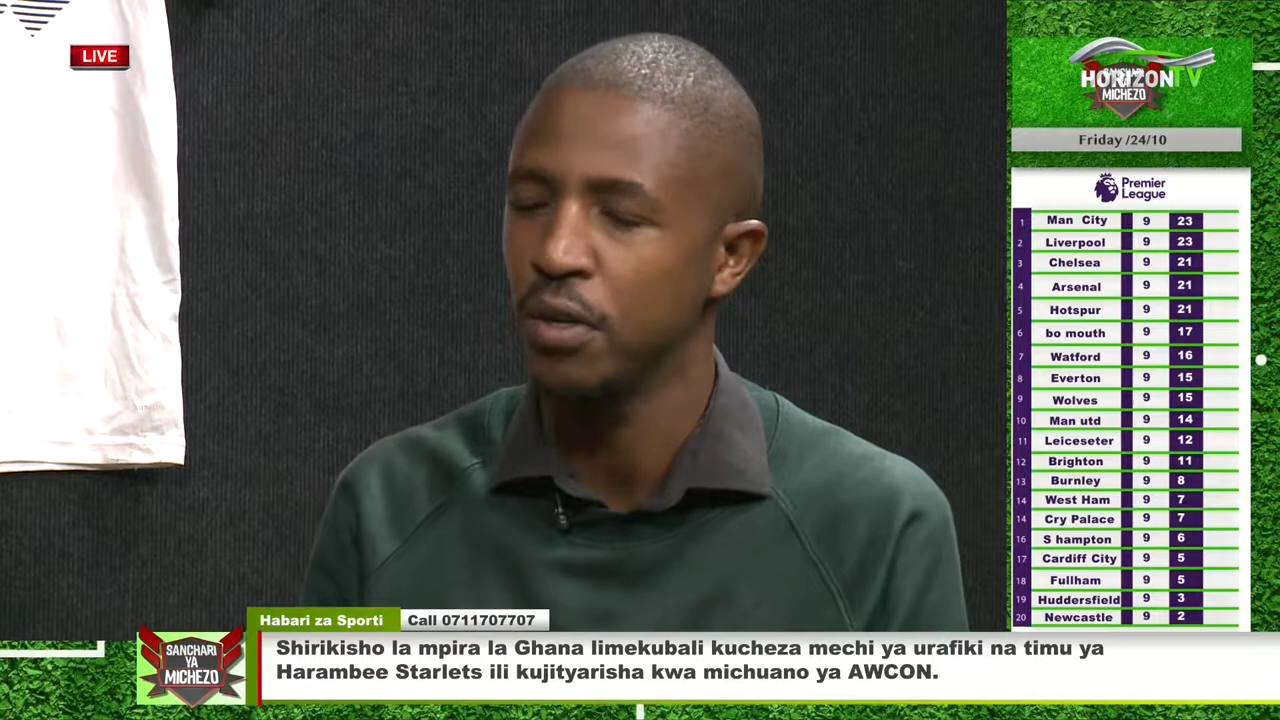 LIVE
HORIZON TV
SANCHARI
MICHEZO
Friday /24/10
Premier
League
1 Man City 9 23
2 Liverpool 9 23
3 Chelsea 9 21
4 Arsenal 9 21
5 Hotspur 9 21
6 bo mouth 9 17
7 Watford 9 16
8 Everton 9 15
9 Wolves 9 15
10 Man utd 9 14
11 Leiceseter 9 12
12 Brighton 9 11
13 Burnley 9 8
14 West Ham 9 7
14 Cry Palace 9 7
16 S hampton 9 6
17 Cardiff City 9 5
18 Fullham 9 5
19 Huddersfield 9 3
20 Newcastle 9 2
Habari za Sporti
Call 0711707707
SANCHARI
YA
MICHEZO
Shirikisho la mpira la Ghana limekubali kucheza mechi ya urafiki na timu ya
Harambee Starlets ili kujityarisha kwa michuano ya AWCON.